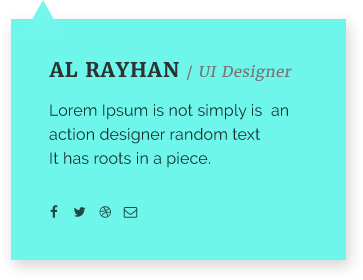 AL RAYHAN / UI Designer
Lorem Ipsum is not simply is an
action designer random text
It has roots in a piece.